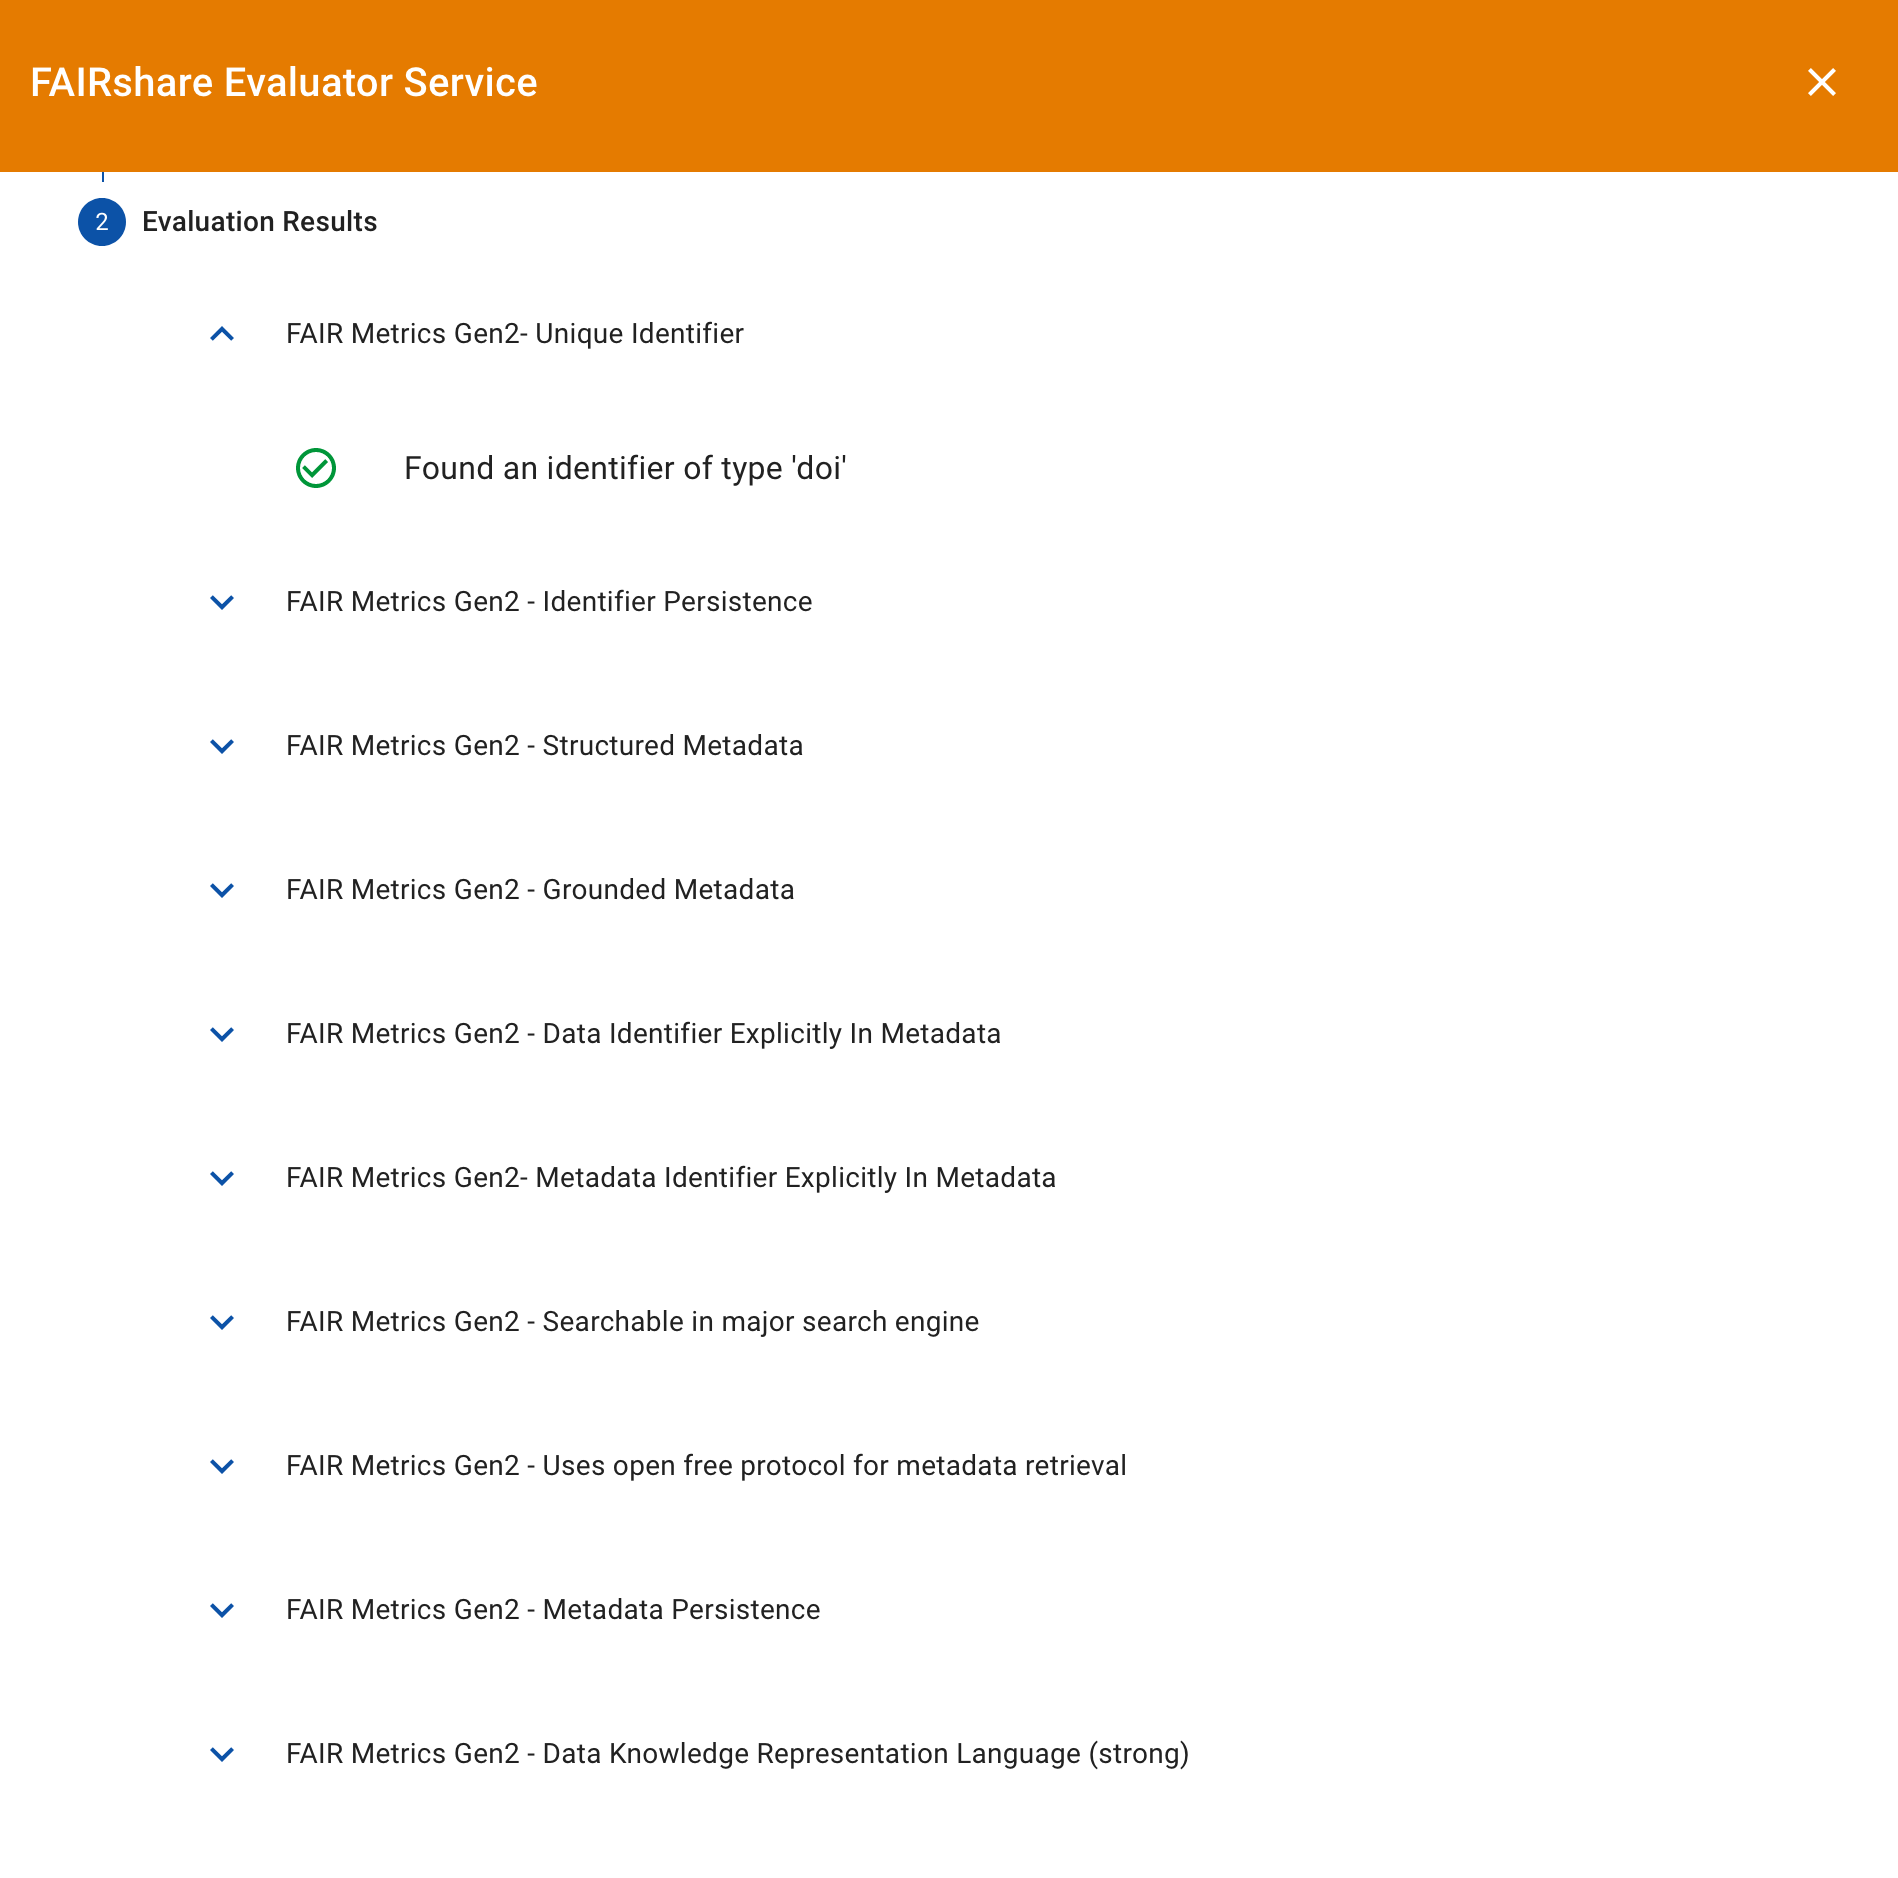 FAIRshare Evaluator Service
2 Evaluation Results
FAIR Metrics Gen2- Unique Identifier
Found an identifier of type 'doi'
FAIR Metrics Gen2 - Identifier Persistence
FAIR Metrics Gen2 - Structured Metadata
FAIR Metrics Gen2 - Grounded Metadata
FAIR Metrics Gen2 - Data Identifier Explicitly In Metadata
FAIR Metrics Gen2- Metadata Identifier Explicitly In Metadata
FAIR Metrics Gen2 - Searchable in major search engine
FAIR Metrics Gen2 - Uses open free protocol for metadata retrieval
FAIR Metrics Gen2 - Metadata Persistence
FAIR Metrics Gen2 - Data Knowledge Representation Language (strong)